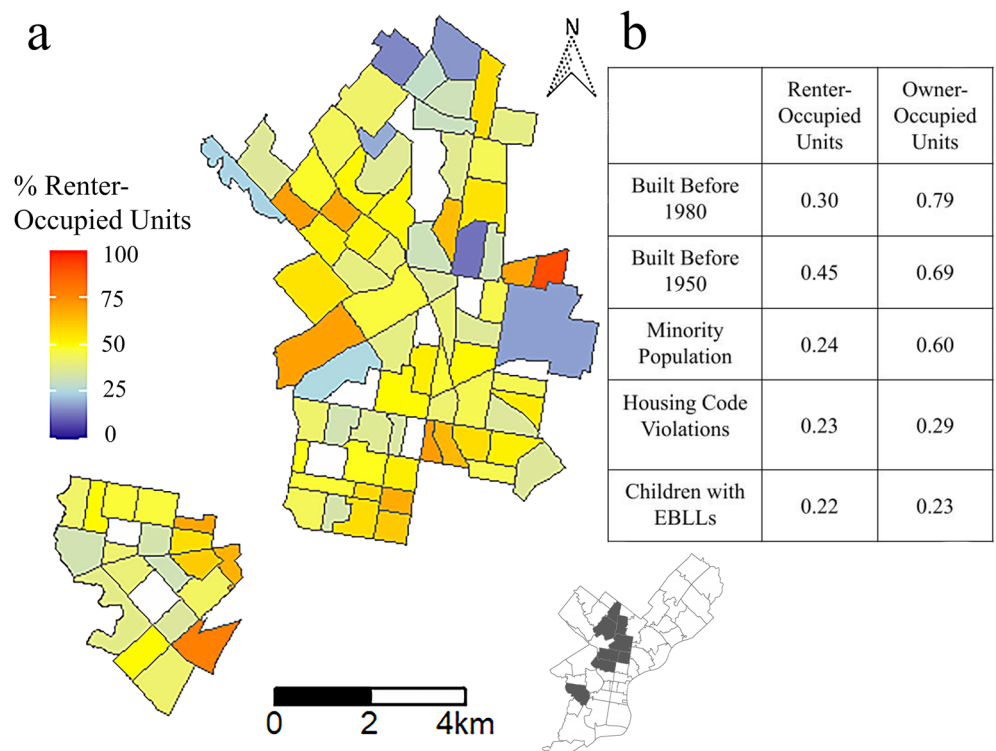 a
b
N
% Renter-
Occupied Units
100
75
50
25
0
Renter-
Occupied
Units
Owner-
Occupied
Units
Built Before
1980
0.30
0.79
Built Before
1950
0.45
0.69
Minority
Population
0.24
0.60
Housing Code
Violations
0.23
0.29
Children with
EBLLs
0.22
0.23
0
2
4km